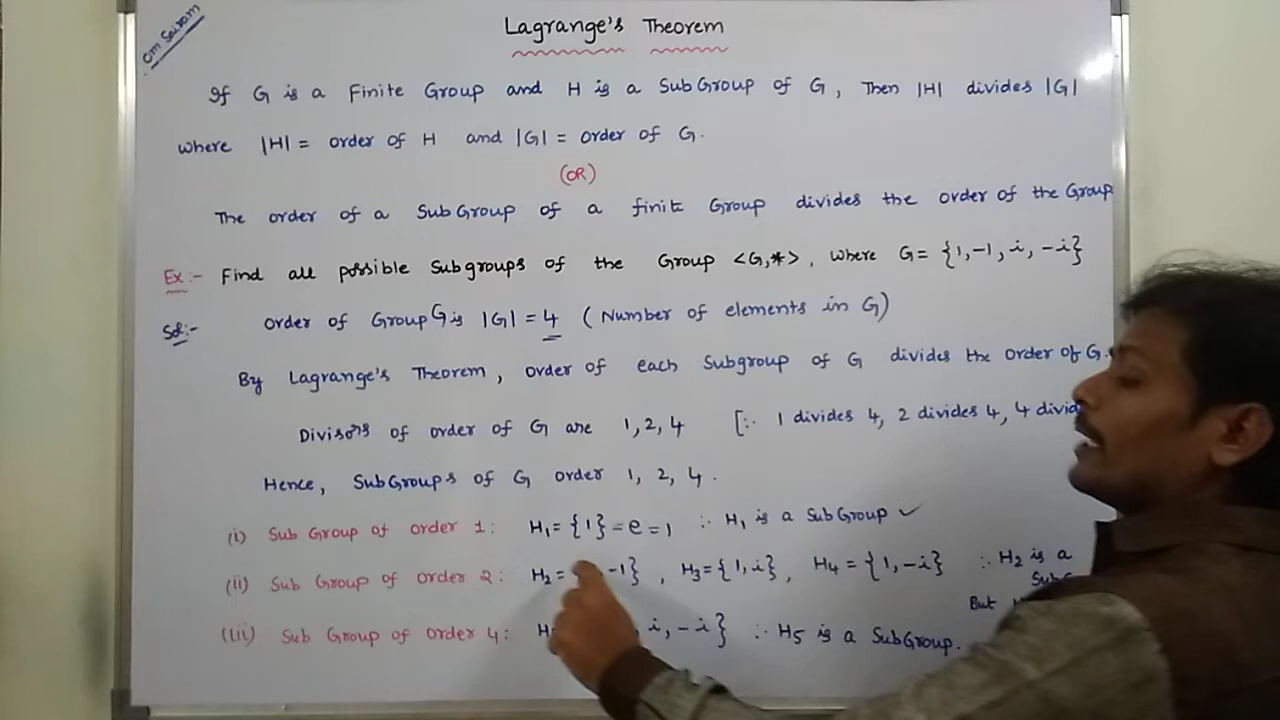 Om Sairam
Lagrange's Theorem
If G is a Finite Group and H is a SubGroup of G, Then |H| divides |G|
where |H| = order of H and |G| = order of G.
(OR)
The order of a SubGroup of a finite Group divides the order of the Group
Ex:- Find all possible Subgroups of the Group <G,*>, where G = {1,-1, i, -i}
Sol:- Order of Group G is |G| = 4 (Number of elements in G)
By Lagrange's Theorem, order of each Subgroup of G divides the order of G.
Divisors of order of G are 1, 2, 4 [∵ 1 divides 4, 2 divides 4, 4
Hence, SubGroups of G order 1, 2, 4.
(i) Sub Group of order 1: H₁ = {1} = e = 1 ∴ H₁ is a SubGroup ✓
(ii) Sub Group of order 2: H₂ = -1}, H₃ = {1, i}, H₄ = {1, -i} ∴ H₂ is a
But
(iii) Sub Group of order 4: i, -i} ∴ H₅ is a SubGroup.